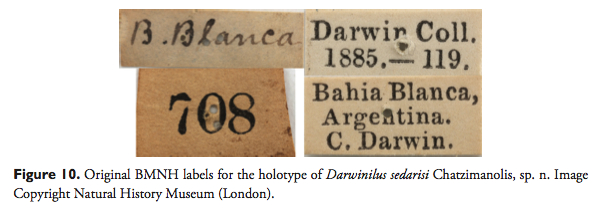 B. Blanca
Darwin Coll.
1885.—119.
708
Bahia Blanca,
Argentina.
C. Darwin.
Figure 10. Original BMNH labels for the holotype of Darwinilus sedarisi Chatzimanolis, sp. n. Image
Copyright Natural History Museum (London).